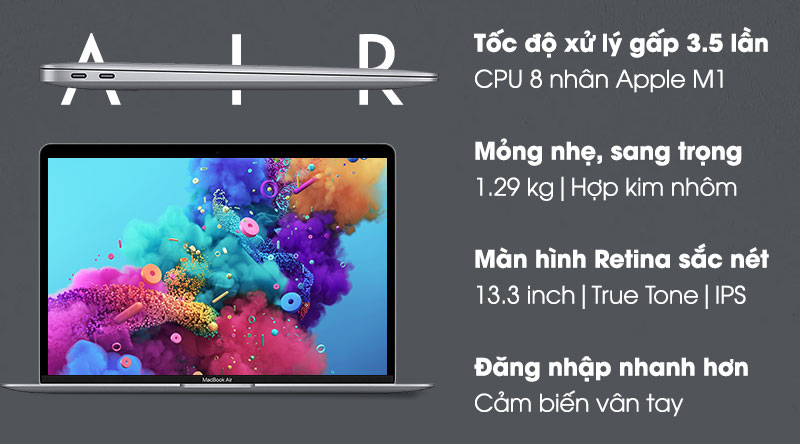 AIR
Tốc độ xử lý gấp 3.5 lần
CPU 8 nhân Apple M1
Mỏng nhẹ, sang trọng
1.29 kg|Hợp kim nhôm
Màn hình Retina sắc nét
13.3 inch|True Tone|IPS
Đăng nhập nhanh hơn
Cảm biến vân tay
MacBook Air